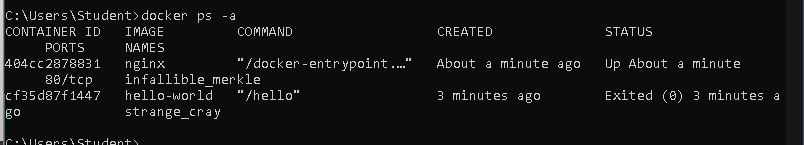 C:\Users\Student>docker ps -a
CONTAINER ID   IMAGE         COMMAND                  CREATED              STATUS
     PORTS     NAMES
404cc2878831   nginx         "/docker-entrypoint.…"   About a minute ago   Up About a minute
     80/tcp    infallible_merkle
cf35d87f1447   hello-world   "/hello"                 3 minutes ago        Exited (0) 3 minutes a
go             strange_cray
C:\Users\Student>